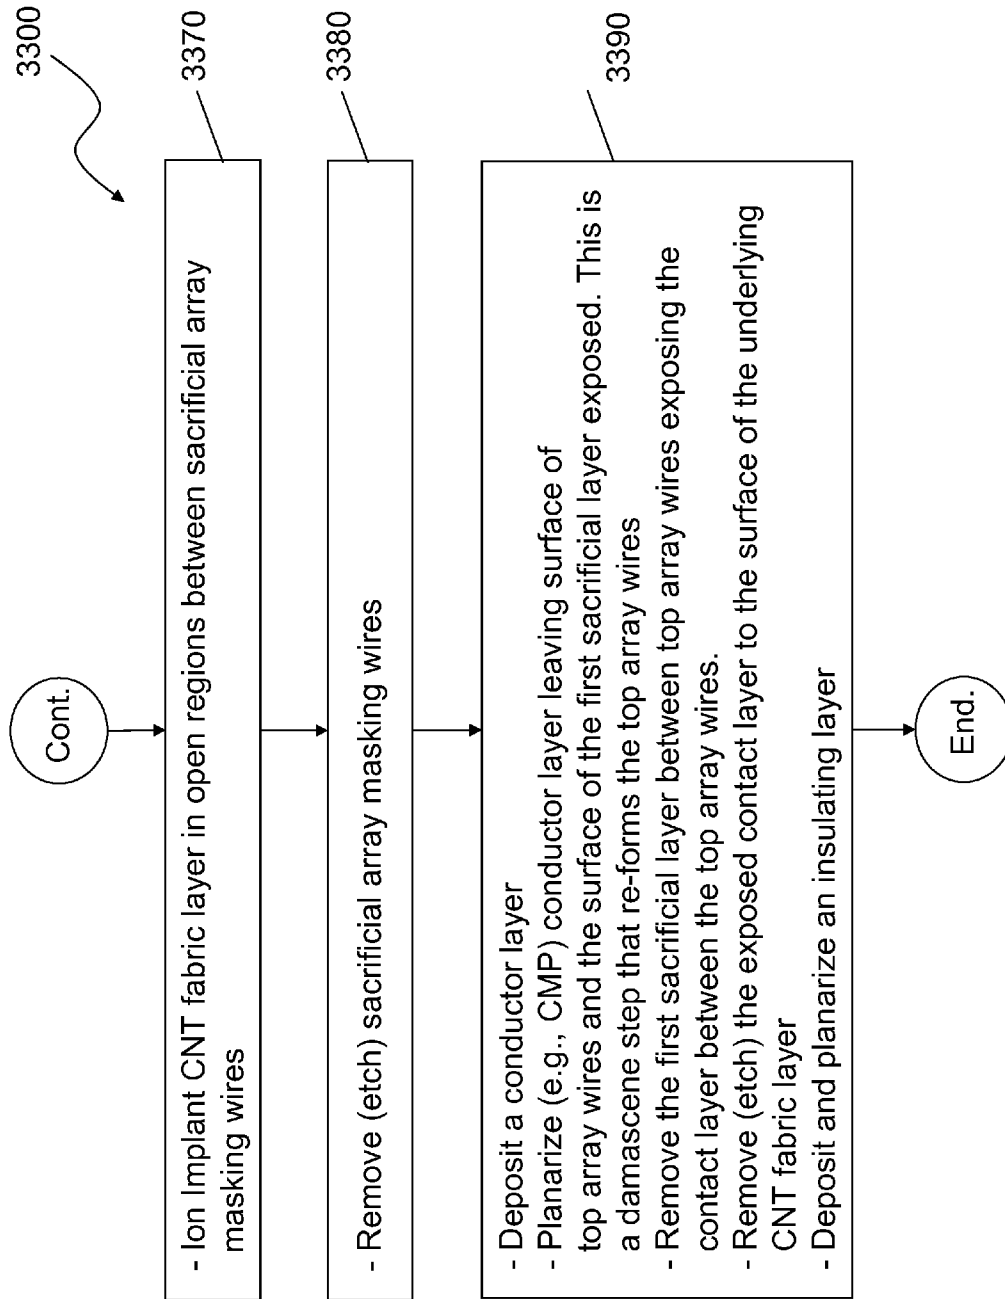 3300
Cont.
- Ion Implant CNT fabric layer in open regions between sacrificial array
masking wires
3370
- Remove (etch) sacrificial array masking wires
3380
- Deposit a conductor layer
- Planarize (e.g., CMP) conductor layer leaving surface of
top array wires and the surface of the first sacrificial layer exposed. This is
a damascene step that re-forms the top array wires
- Remove the first sacrificial layer between top array wires exposing the
contact layer between the top array wires.
- Remove (etch) the exposed contact layer to the surface of the underlying
CNT fabric layer
- Deposit and planarize an insulating layer
3390
End.